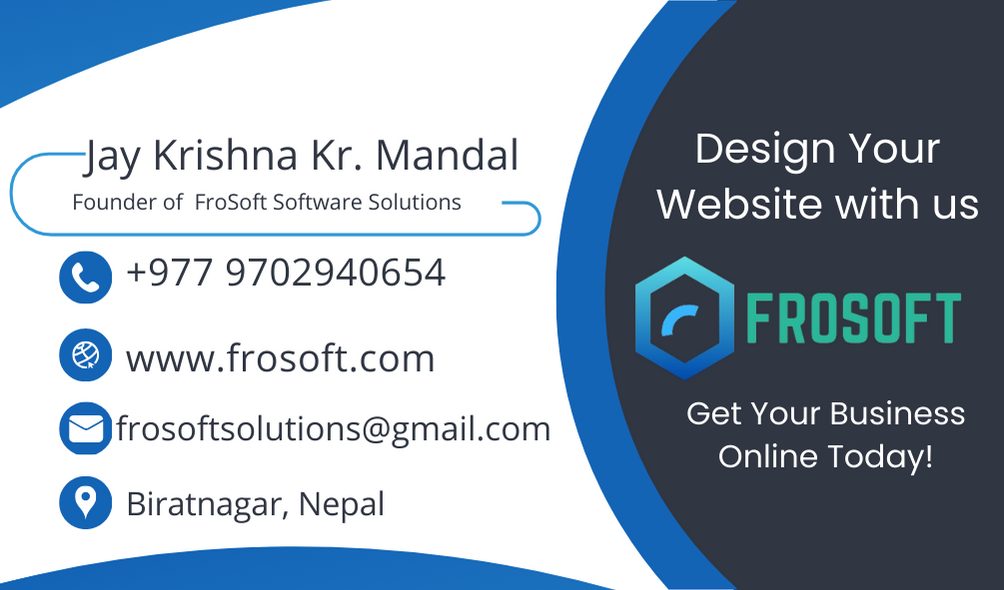 Jay Krishna Kr. Mandal
Founder of FroSoft Software Solutions
+977 9702940654
www.frosoft.com
frosoftsolutions@gmail.com
Biratnagar, Nepal
Design Your
Website with us
FROSOFT
Get Your Business
Online Today!